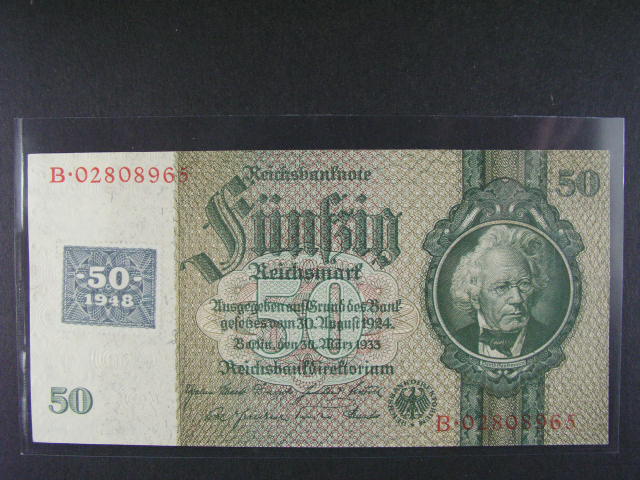 B·02808965
Reichsbanknote
50
Fünfzig
Reichsmark
-50-
1948
50
Ausgegeben auf Grund des Bank-
gesetzes vom 30. August 1924.
Berlin, den 30. März 1933
Reichsbankdirektorium
50
B·02808965